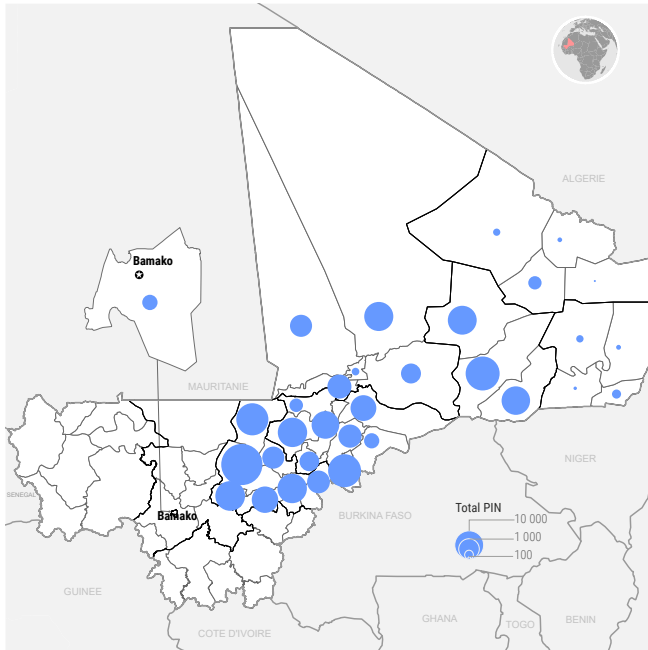 ALGERIE
Bamako
MAURITANIE
NIGER
SENEGAL
Bamako
BURKINA FASO
Total PIN
10 000
1 000
100
GUINEE
GHANA
TOGO
BENIN
COTE D'IVOIRE